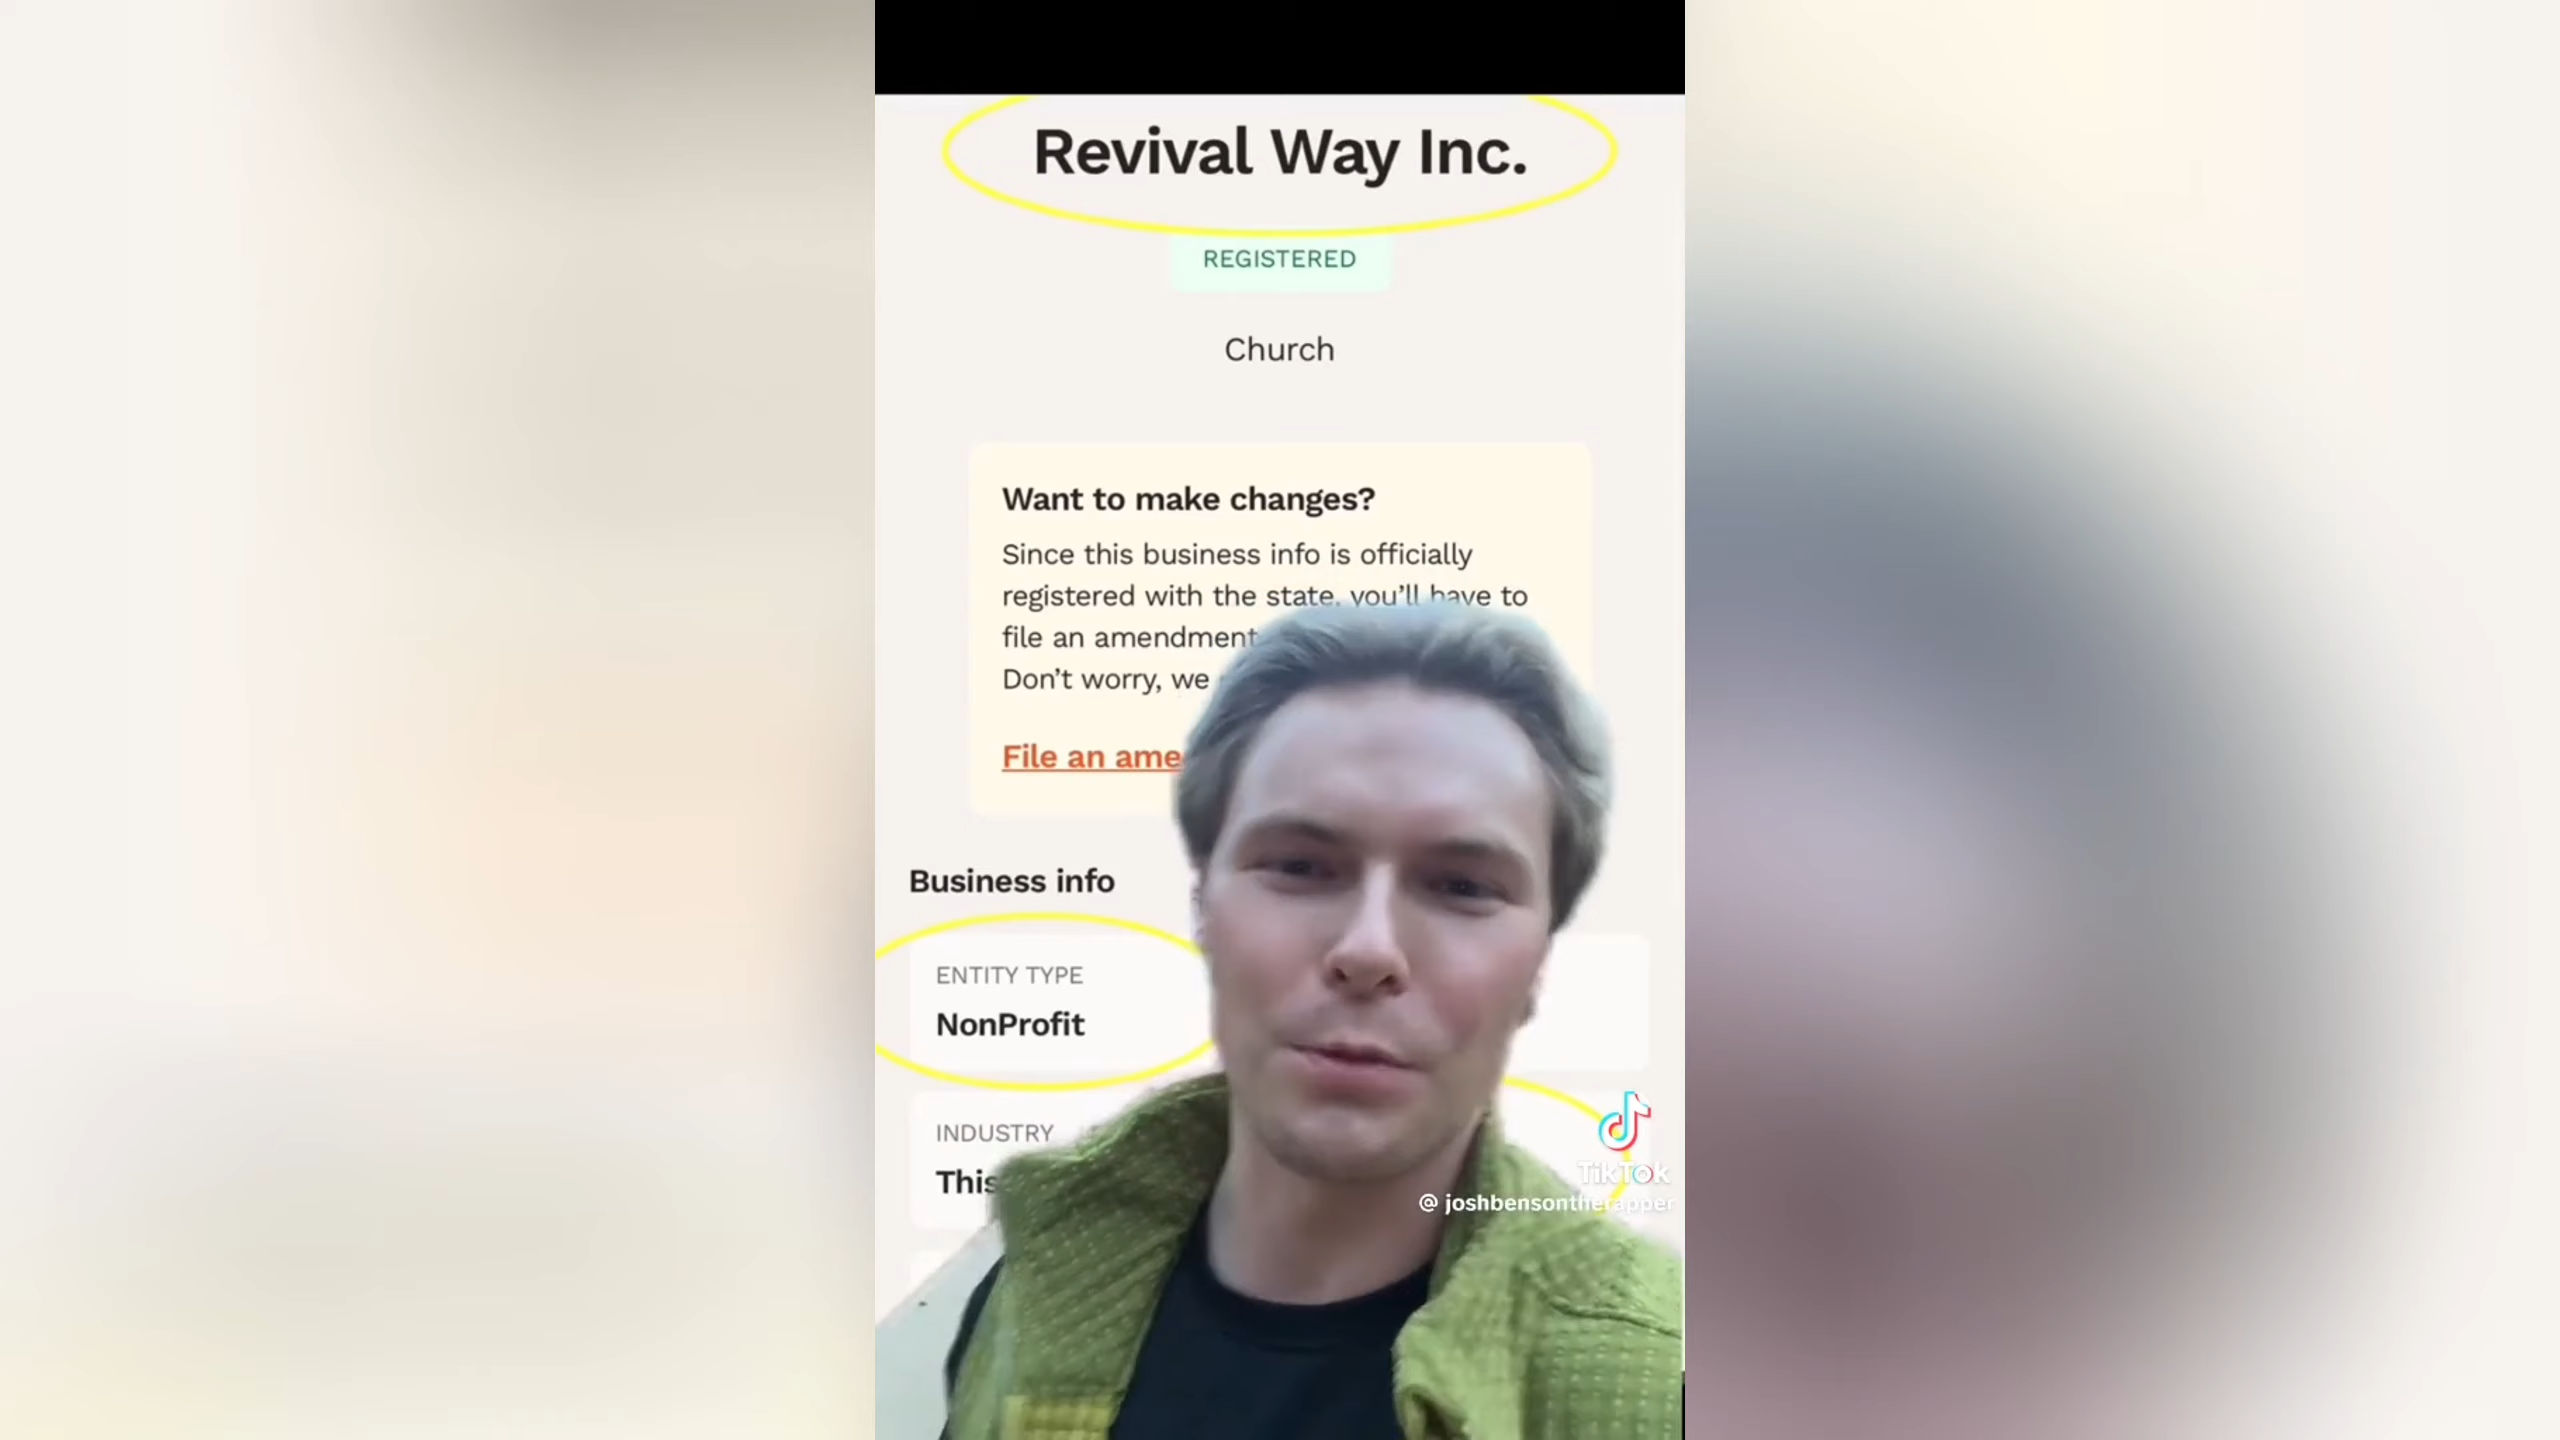 Revival Way Inc.
REGISTERED
Church
Want to make changes?
Since this business info is officially
registered with the state, you'll have to
file an amendment
Don't worry, we
File an ame
Business info
ENTITY TYPE
NonProfit
INDUSTRY
This
TikTok
@ joshbensontherapper